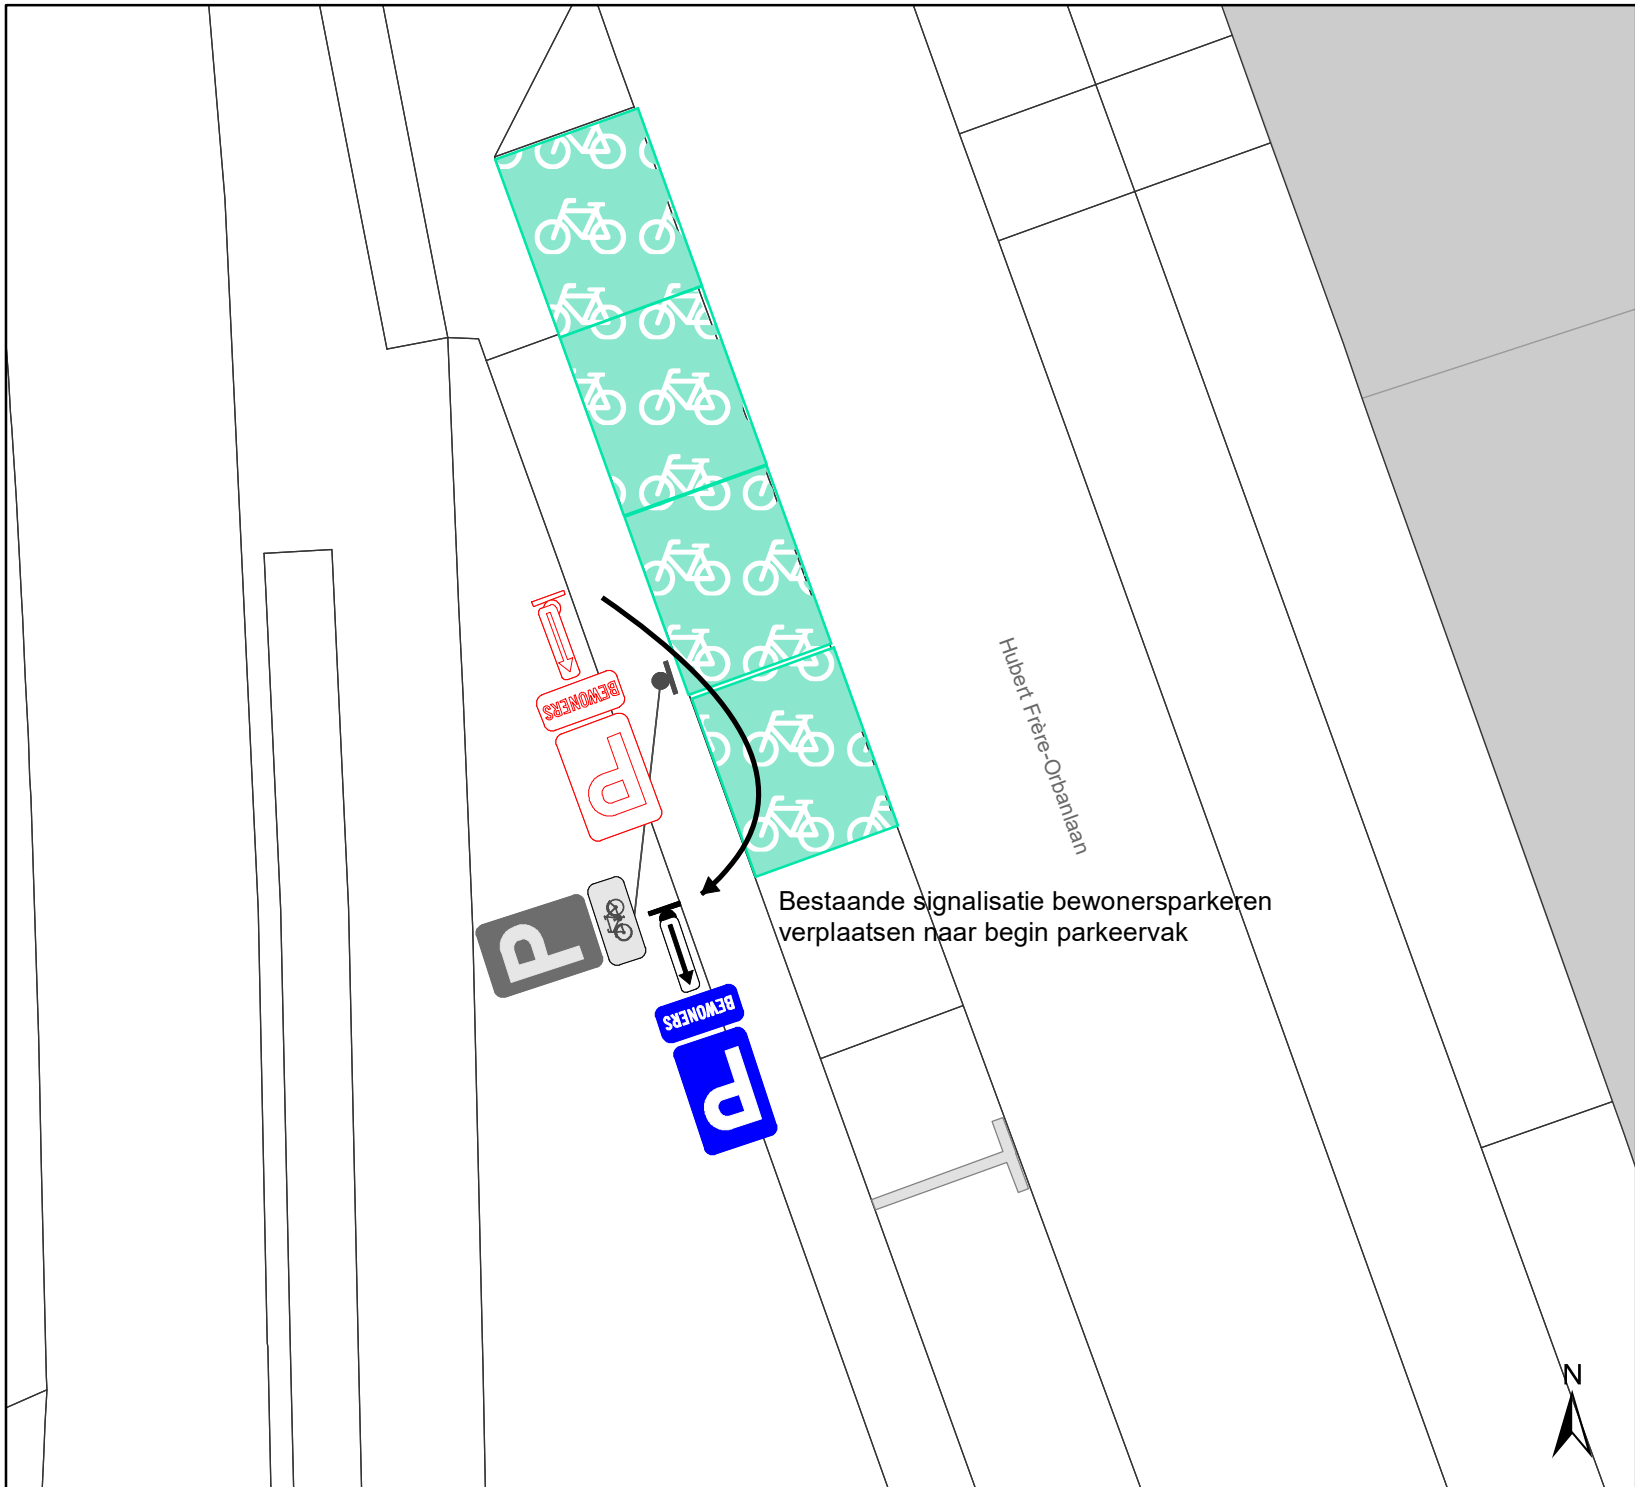 BEWONERS
P
Hubert Frère-Orbanlaan
P
Bestaande signalisatie bewonersparkeren
verplaatsen naar begin parkeervak
BEWONERS
P
N